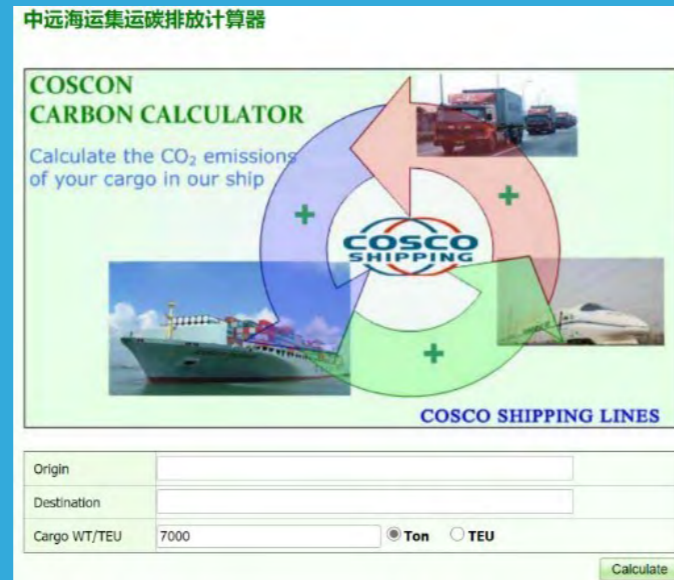 中远海运集运碳排放计算器
COSCON
CARBON CALCULATOR
Calculate the CO₂ emissions
of your cargo in our ship
COSCO
SHIPPING
COSCO SHIPPING LINES
Origin
Destination
Cargo WT/TEU 7000 Ton TEU
Calculate